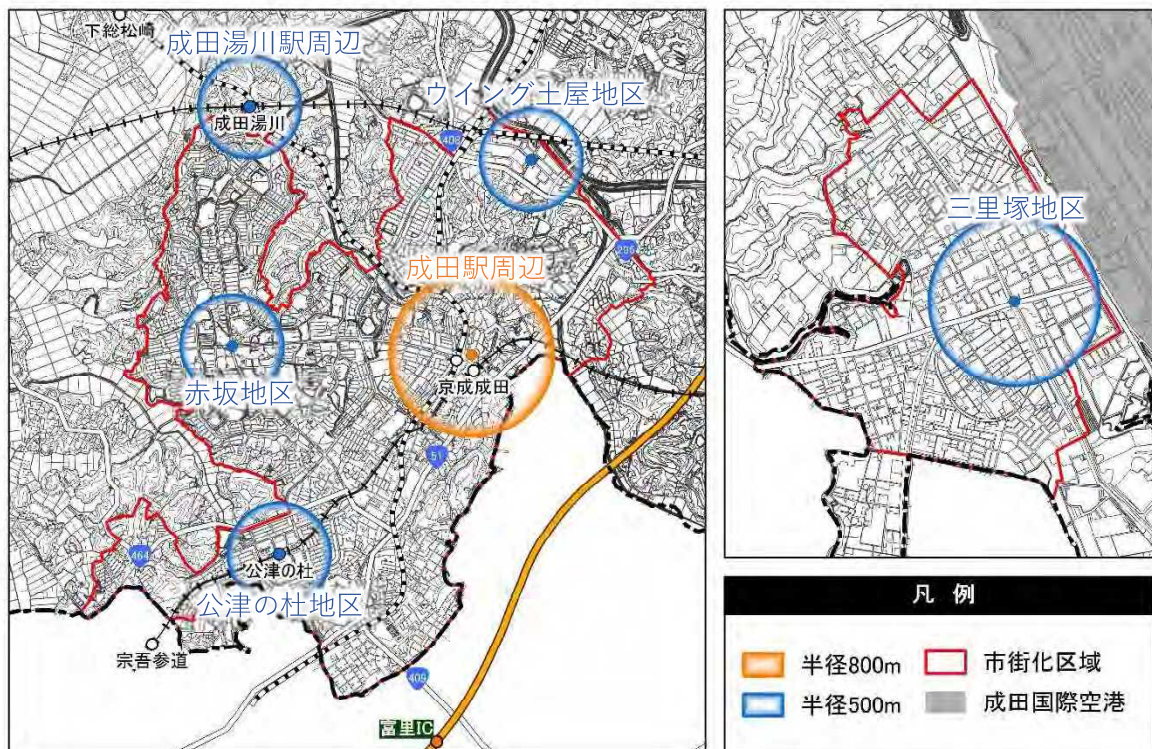 下総松崎
成田湯川駅周辺
成田湯川
ウイング土屋地区
408
295
成田駅周辺
京成成田
赤坂地区
51
464
公津の杜
公津の杜地区
宗吾参道
409
富里IC
三里塚地区
凡 例
半径800m
市街化区域
半径500m
成田国際空港